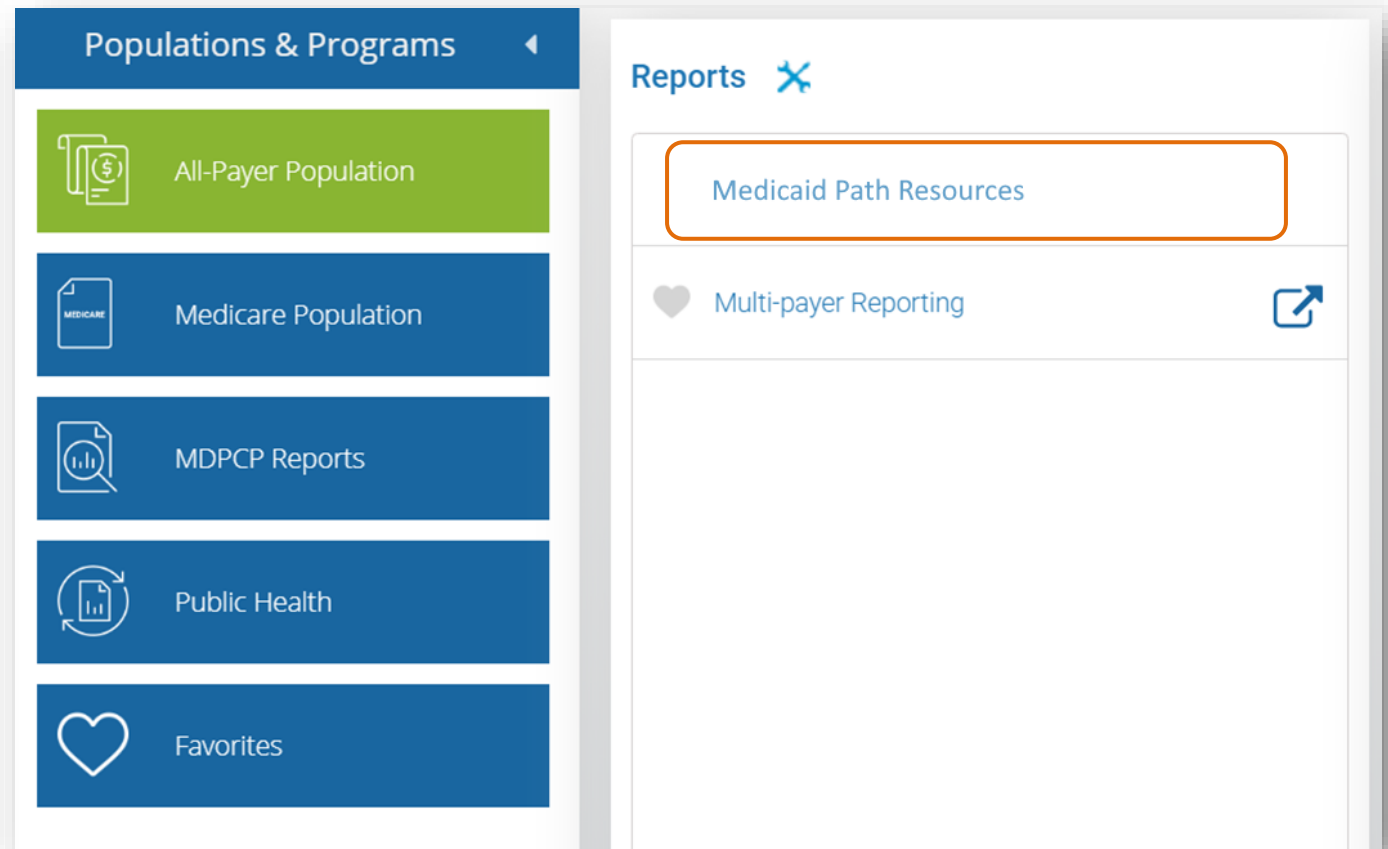 Populations & Programs
All-Payer Population
Medicare Population
MEDICARE
MDPCP Reports
Public Health
Favorites
Reports
Medicaid Path Resources
Multi-payer Reporting